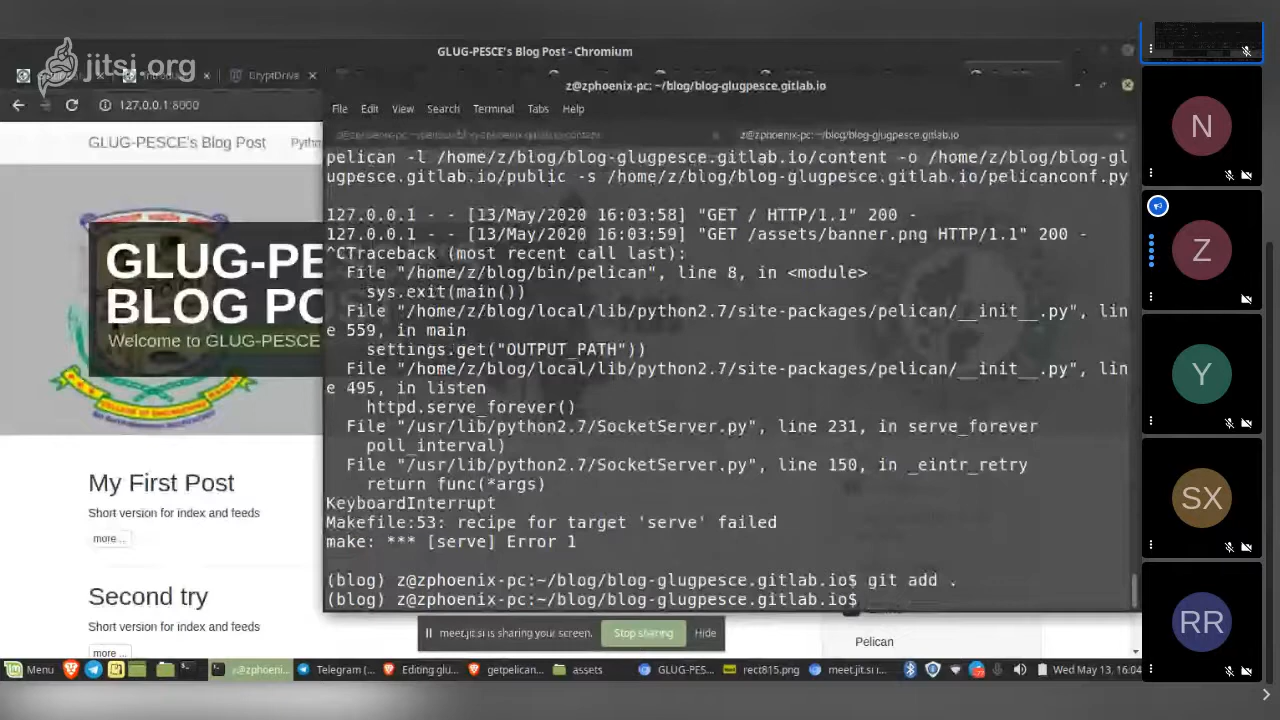 jitsi.org
GLUG-PESCE's Blog Post - Chromium
CryptDrive
127.0.0.1:8000
GLUG-PESCE's Blog Post
z@zphoenix-pc: ~/blog/blog-glugpesce.gitlab.io
File Edit View Search Terminal Tabs Help
z@zphoenix-pc: ~/blog/blog-glugpesce.gitlab.io
pelican -l /home/z/blog/blog-glugpesce.gitlab.io/content -o /home/z/blog/blog-gl
ugpesce.gitlab.io/public -s /home/z/blog/blog-glugpesce.gitlab.io/pelicanconf.py
127.0.0.1 - - [13/May/2020 16:03:58] "GET / HTTP/1.1" 200 -
127.0.0.1 - - [13/May/2020 16:03:59] "GET /assets/banner.png HTTP/1.1" 200 -
^CTraceback (most recent call last):
File "/home/z/blog/bin/pelican", line 8, in <module>
sys.exit(main())
File "/home/z/blog/local/lib/python2.7/site-packages/pelican/__init__.py", lin
e 559, in main
settings.get("OUTPUT_PATH"))
File "/home/z/blog/local/lib/python2.7/site-packages/pelican/__init__.py", lin
e 495, in listen
httpd.serve_forever()
File "/usr/lib/python2.7/SocketServer.py", line 231, in serve_forever
poll_interval)
File "/usr/lib/python2.7/SocketServer.py", line 150, in _eintr_retry
return func(*args)
KeyboardInterrupt
Makefile:53: recipe for target 'serve' failed
make: *** [serve] Error 1
(blog) z@zphoenix-pc:~/blog/blog-glugpesce.gitlab.io$ git add .
(blog) z@zphoenix-pc:~/blog/blog-glugpesce.gitlab.io$
GLUG-PE
BLOG PO
Welcome to GLUG-PESCE
My First Post
Short version for index and feeds
more ...
Second try
Short version for index and feeds
more ...
Pelican
meet.jit.si is sharing your screen. Stop sharing Hide
Menu z@zphoeni... Telegram (... Editing glu... getpelican... assets GLUG-PE... rect815.png meet.jit.si i... Wed May 13, 16:04
N
Z
Y
SX
RR